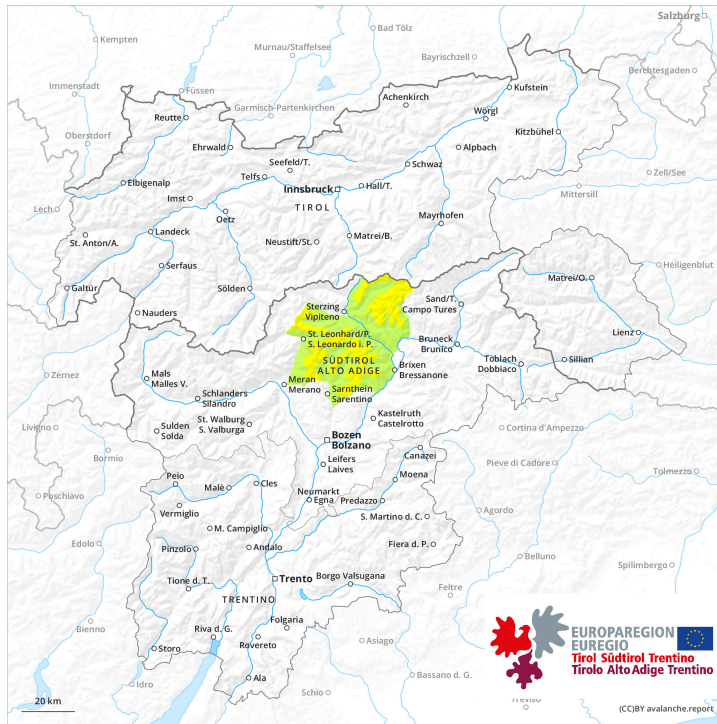 Salzburg
Kempten
Bad Tölz
Murnau/Staffelsee
Bayrischzell
Berchtesgaden
Immenstadt
Füssen
Achenkirch
Kufstein
Garmisch-Partenkirchen
Reutte
Wörgl
Oberstdorf
Kitzbühel
Ehrwald
Alpbach
Seefeld/T.
Schwaz
Zell/See
Telfs
Elbigenalp
Innsbruck
Hall/T.
Mittersill
Imst
TIROL
Lech
Oetz
Mayrhofen
Landeck
St. Anton/A.
Neustift/St.
Matrei/B.
Serfaus
Heiligenblut
Matrei/O.
Galtür
Sölden
Sand/T.
Campo Tures
Sterzing
Vipiteno
Nauders
St. Leonhard/P.
S. Leonardo i. P.
Lienz
Bruneck
Brunico
SÜDTIROL
ALTO ADIGE
Toblach
Dobbiaco
Sillian
Brixen
Bressanone
Zernez
Mals
Malles V.
Meran
Merano
Schlanders
Silandro
Sarnthein
Sarentino
St. Walburg
S. Valburga
Kastelruth
Castelrotto
Livigno
Sulden
Solda
Cortina d'Ampezzo
Bozen
Bolzano
Bormio
Canazei
Leifers
Laives
Pieve di Cadore
Tolmezzo
Moena
Peio
Malè
Cles
Neumarkt
Egna
Predazzo
Poschiavo
Vermiglio
S. Martino d. C.
Agordo
M. Campiglio
Edolo
Pinzolo
Andalo
Fiera d. P.
Belluno
Spilimbergo
Tione d. T.
Trento
Borgo Valsugana
Feltre
TRENTINO
Bienno
Folgaria
Riva d. G.
Rovereto
Asiago
Storo
EUROPAREGION
EUREGIO
Tirol Südtirol Trentino
Tirolo Alto Adige Trentino
Ala
Bassano d. G.
Idro
Schio
Treviso
20 km
(CC)BY avalanche.report